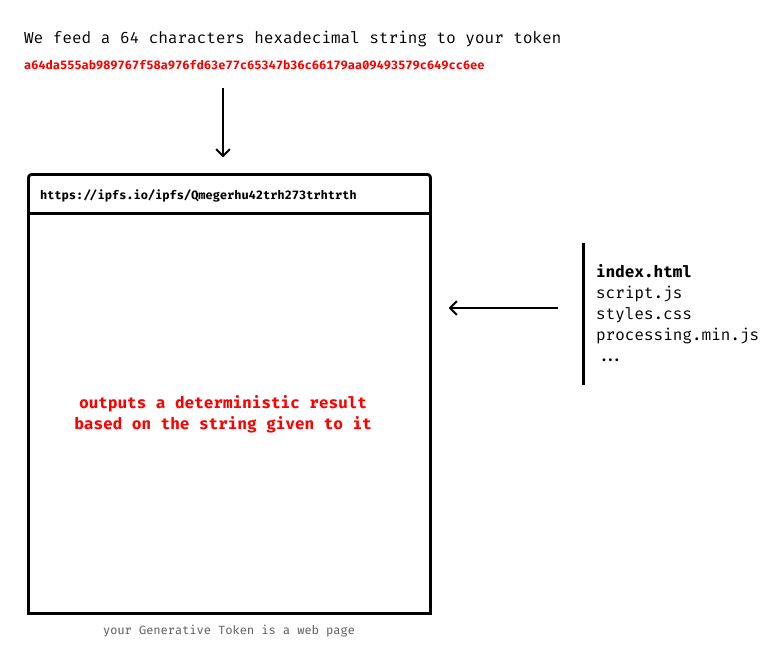 We feed a 64 characters hexadecimal string to your token
a64da555ab989767f58a976fd63e77c65347b36c66179aa09493579c649cc6ee
https://ipfs.io/ipfs/Qmegerhu42trh273trhtrth
index.html
script.js
styles.css
processing.min.js
...
outputs a deterministic result
based on the string given to it
your Generative Token is a web page